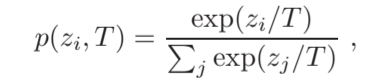 p(z_i, T) = \frac{\exp(z_i/T)}{\sum_j \exp(z_j/T)} ,